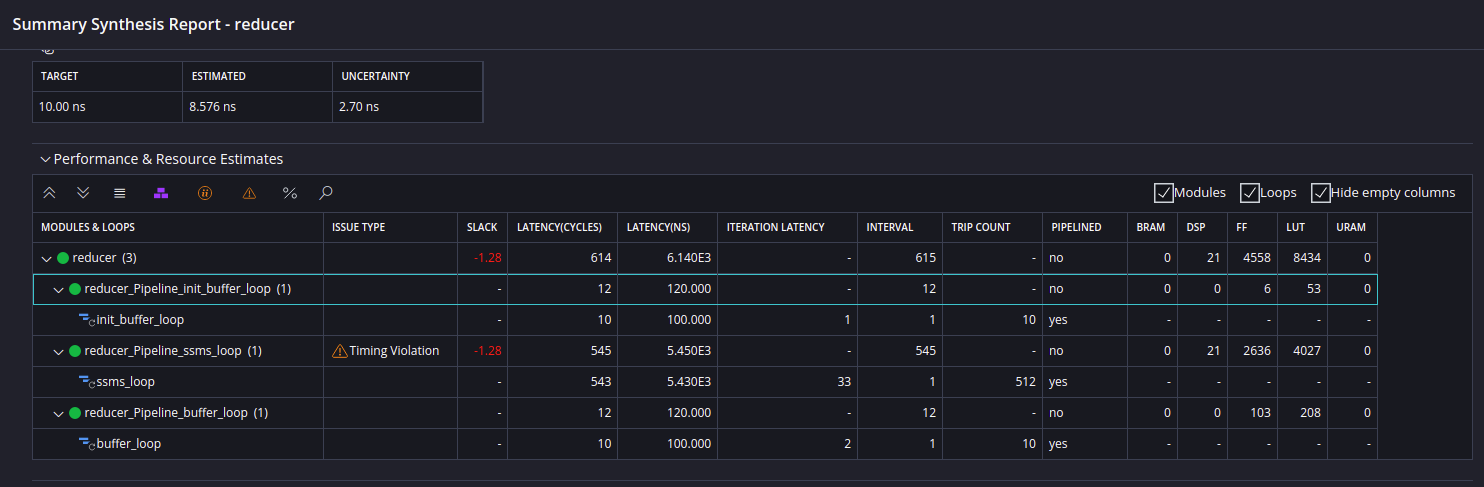 Summary Synthesis Report - reducer
TARGET ESTIMATED UNCERTAINTY
10.00 ns 8.576 ns 2.70 ns
Performance & Resource Estimates
% Modules Loops Hide empty columns
MODULES & LOOPS ISSUE TYPE SLACK LATENCY(CYCLES) LATENCY(NS) ITERATION LATENCY INTERVAL TRIP COUNT PIPELINED BRAM DSP FF LUT URAM
reducer (3) -1.28 614 6.140E3 - 615 - no 0 21 4558 8434 0
reducer_Pipeline_init_buffer_loop (1) - 12 120.000 - 12 - no 0 0 6 53 0
init_buffer_loop - 10 100.000 1 1 10 yes - - - - -
reducer_Pipeline_ssms_loop (1) Timing Violation -1.28 545 5.450E3 - 545 - no 0 21 2636 4027 0
ssms_loop - 543 5.430E3 33 1 512 yes - - - - -
reducer_Pipeline_buffer_loop (1) - 12 120.000 - 12 - no 0 0 103 208 0
buffer_loop - 10 100.000 2 1 10 yes - - - - -